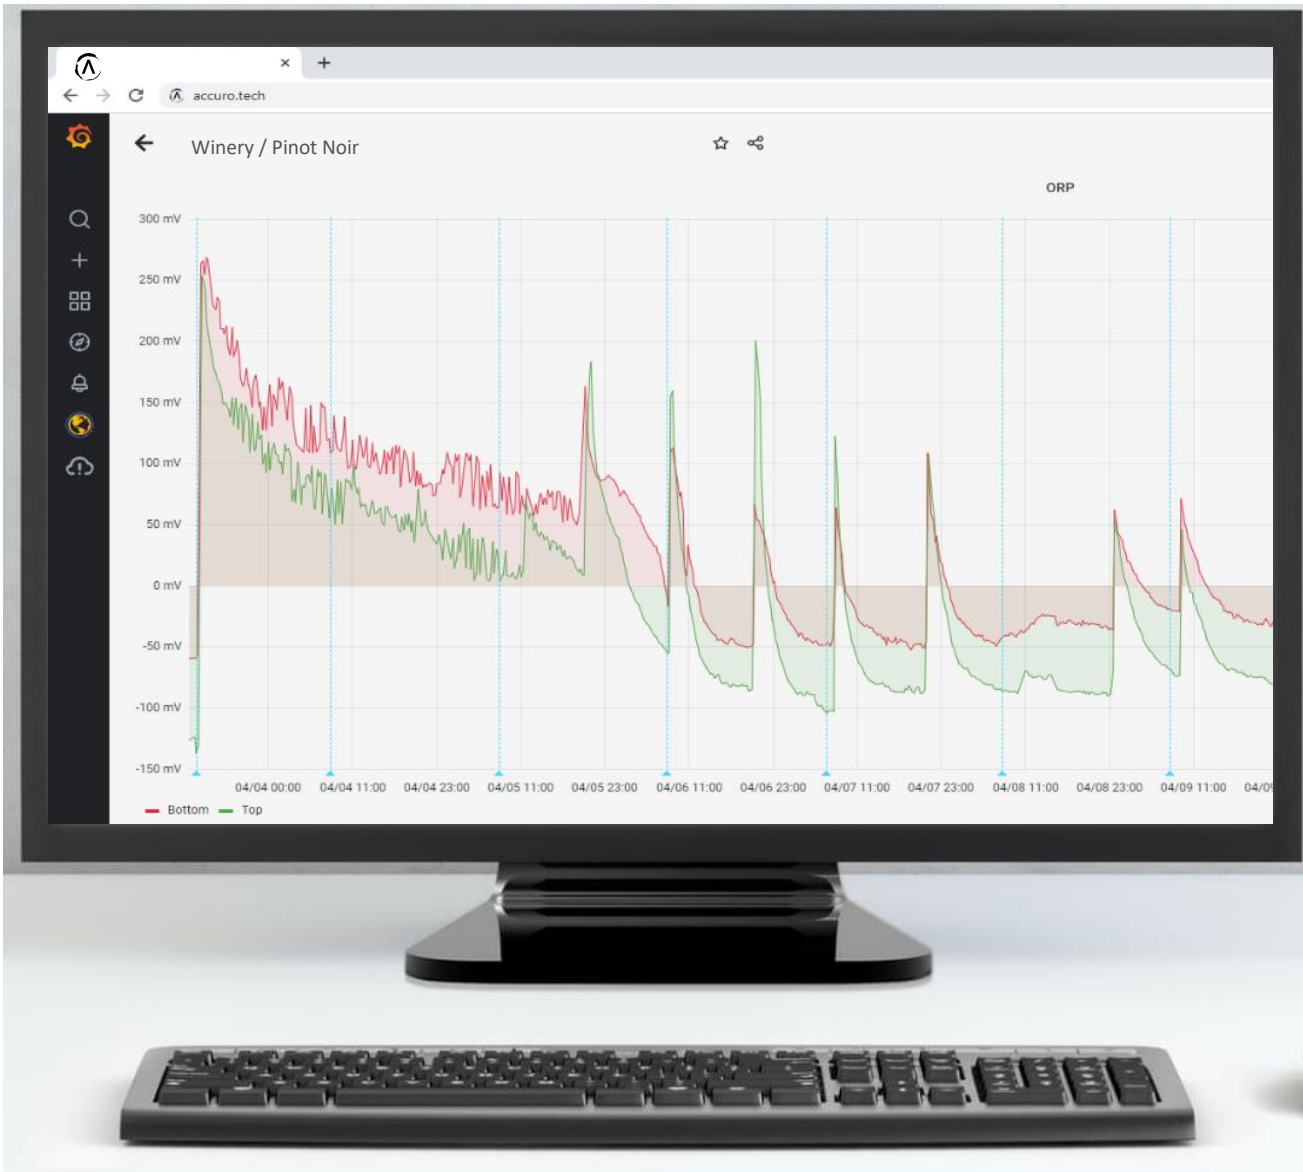 accuro.tech
Winery / Pinot Noir
ORP
300 mV
250 mV
200 mV
150 mV
100 mV
50 mV
0 mV
-50 mV
-100 mV
-150 mV
04/04 00:00 04/04 11:00 04/04 23:00 04/05 11:00 04/05 23:00 04/06 11:00 04/06 23:00 04/07 11:00 04/07 23:00 04/08 11:00 04/08 23:00 04/09 11:00 04/09
Bottom Top